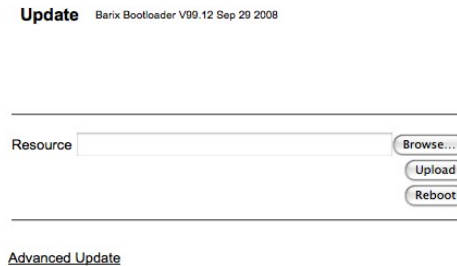 Update Barix Bootloader V99.12 Sep 29 2008
Resource Browse...
Upload
Reboot
Advanced Update